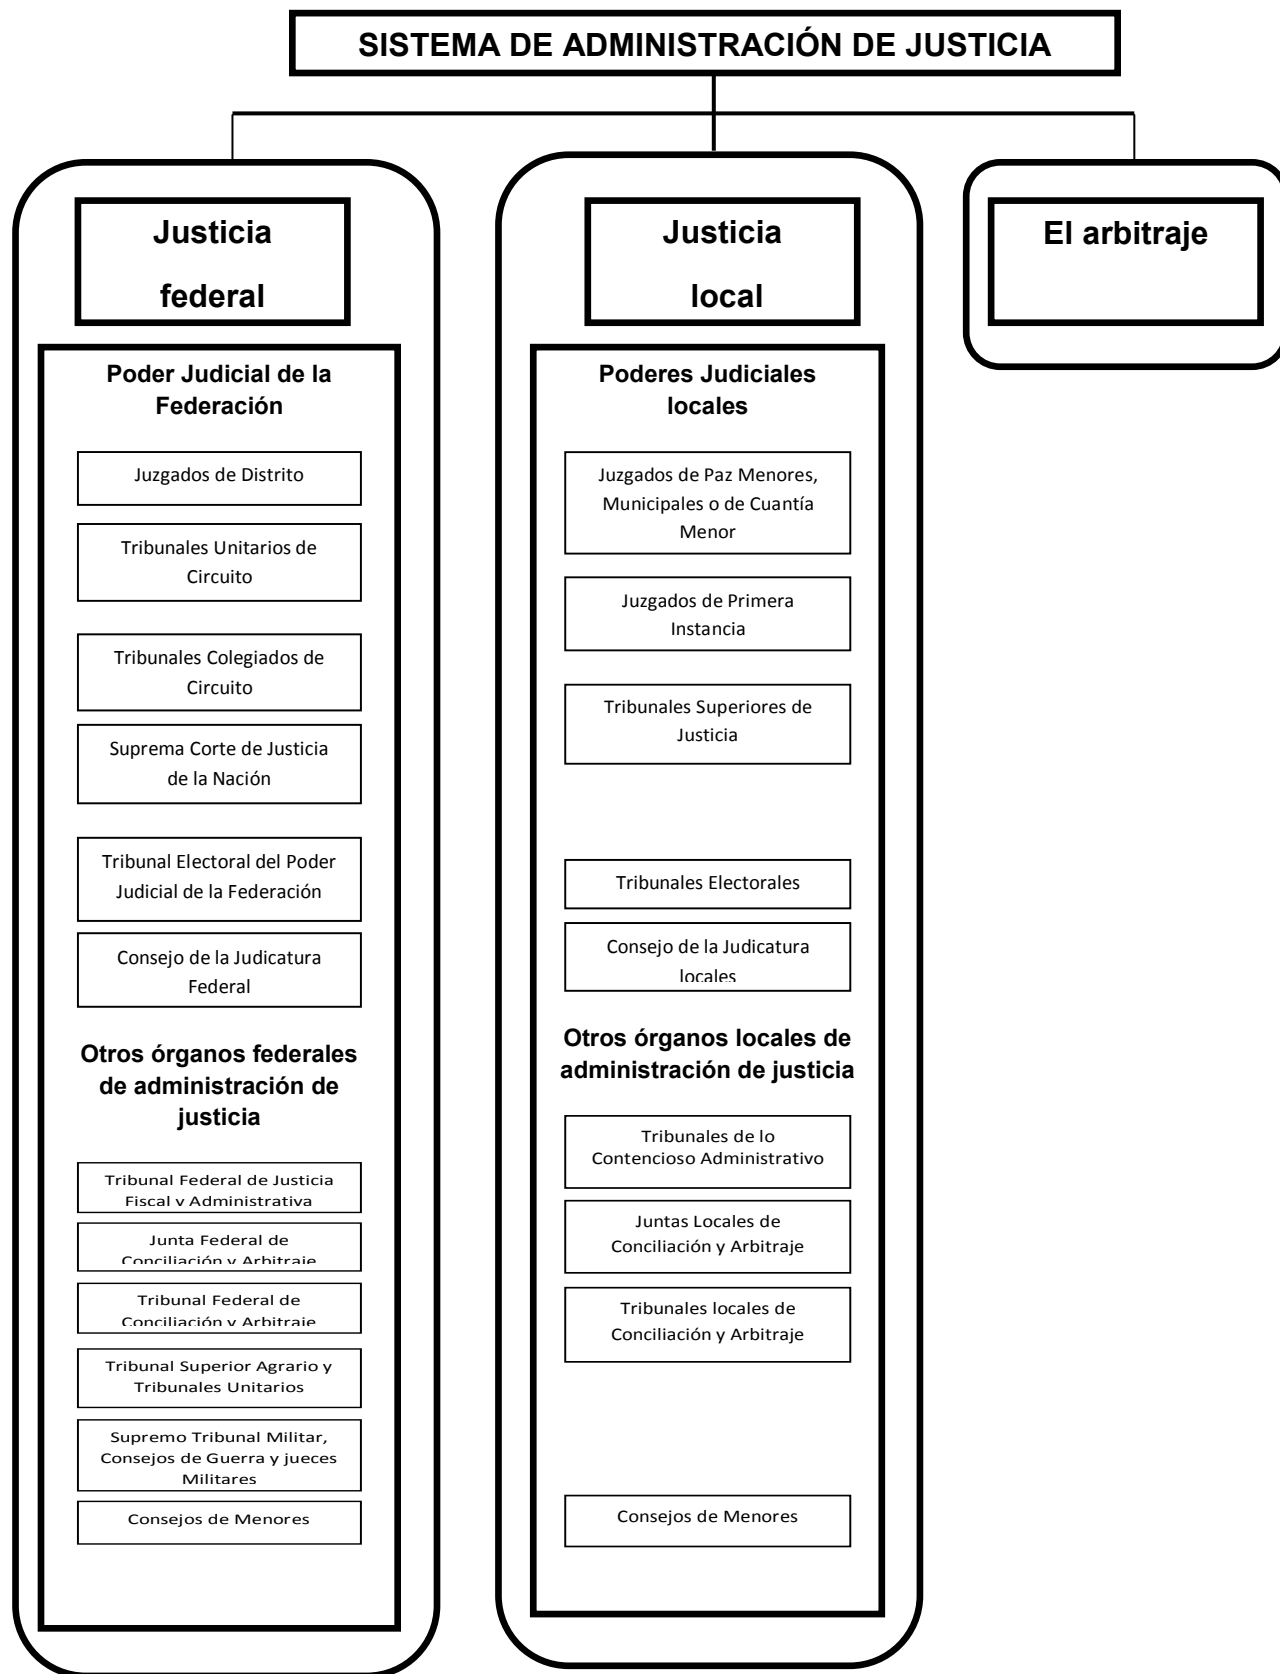 SISTEMA DE ADMINISTRACIÓN DE JUSTICIA
Justicia
federal
Poder Judicial de la
Federación
Juzgados de Distrito
Tribunales Unitarios de
Circuito
Tribunales Colegiados de
Circuito
Suprema Corte de Justicia
de la Nación
Tribunal Electoral del Poder
Judicial de la Federación
Consejo de la Judicatura
Federal
Otros órganos federales
de administración de
justicia
Tribunal Federal de Justicia
Fiscal y Administrativa
Junta Federal de
Conciliación y Arbitraje
Tribunal Federal de
Conciliación y Arbitraje
Tribunal Superior Agrario y
Tribunales Unitarios
Supremo Tribunal Militar,
Consejos de Guerra y jueces
Militares
Consejos de Menores
Justicia
local
Poderes Judiciales
locales
Juzgados de Paz Menores,
Municipales o de Cuantía
Menor
Juzgados de Primera
Instancia
Tribunales Superiores de
Justicia
Tribunales Electorales
Consejo de la Judicatura
locales
Otros órganos locales de
administración de justicia
Tribunales de lo
Contencioso Administrativo
Juntas Locales de
Conciliación y Arbitraje
Tribunales locales de
Conciliación y Arbitraje
Consejos de Menores
El arbitraje